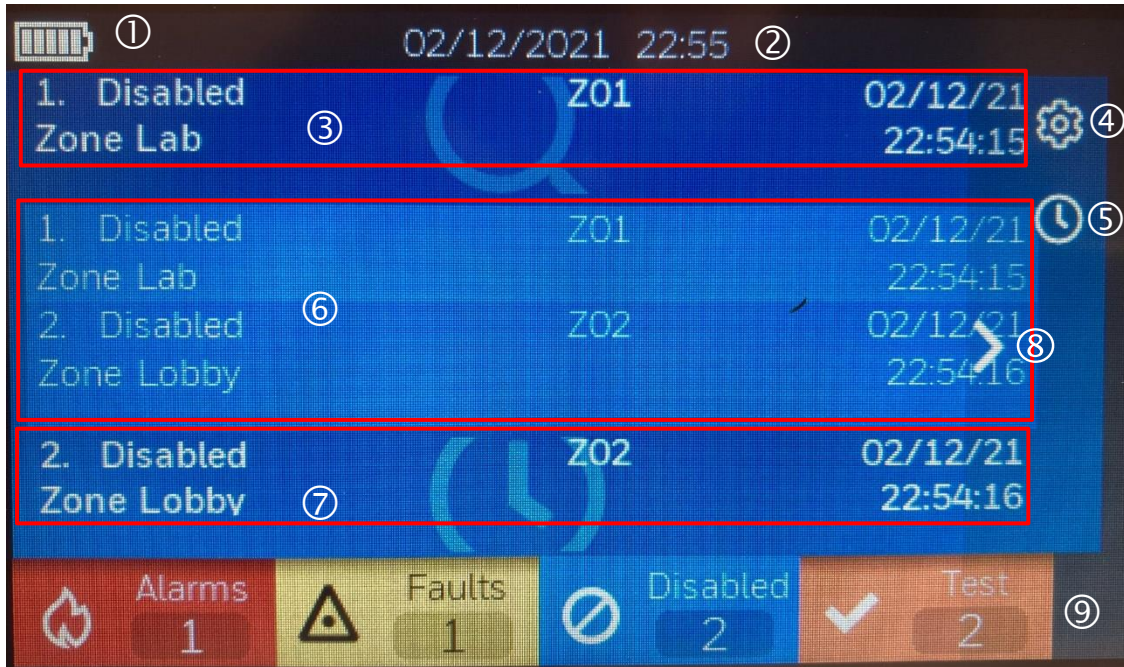 ① 02/12/2021 22:55 ②
1. Disabled Z01 02/12/21
Zone Lab ③ 22:54:15 ④
⑤
1. Disabled Z01 02/12/21
Zone Lab 22:54:15
⑥
2. Disabled Z02 02/12/21
Zone Lobby 22:54:16 ⑧
2. Disabled Z02 02/12/21
Zone Lobby ⑦ 22:54:16
Alarms Faults Disabled Test
1 1 2 2 ⑨